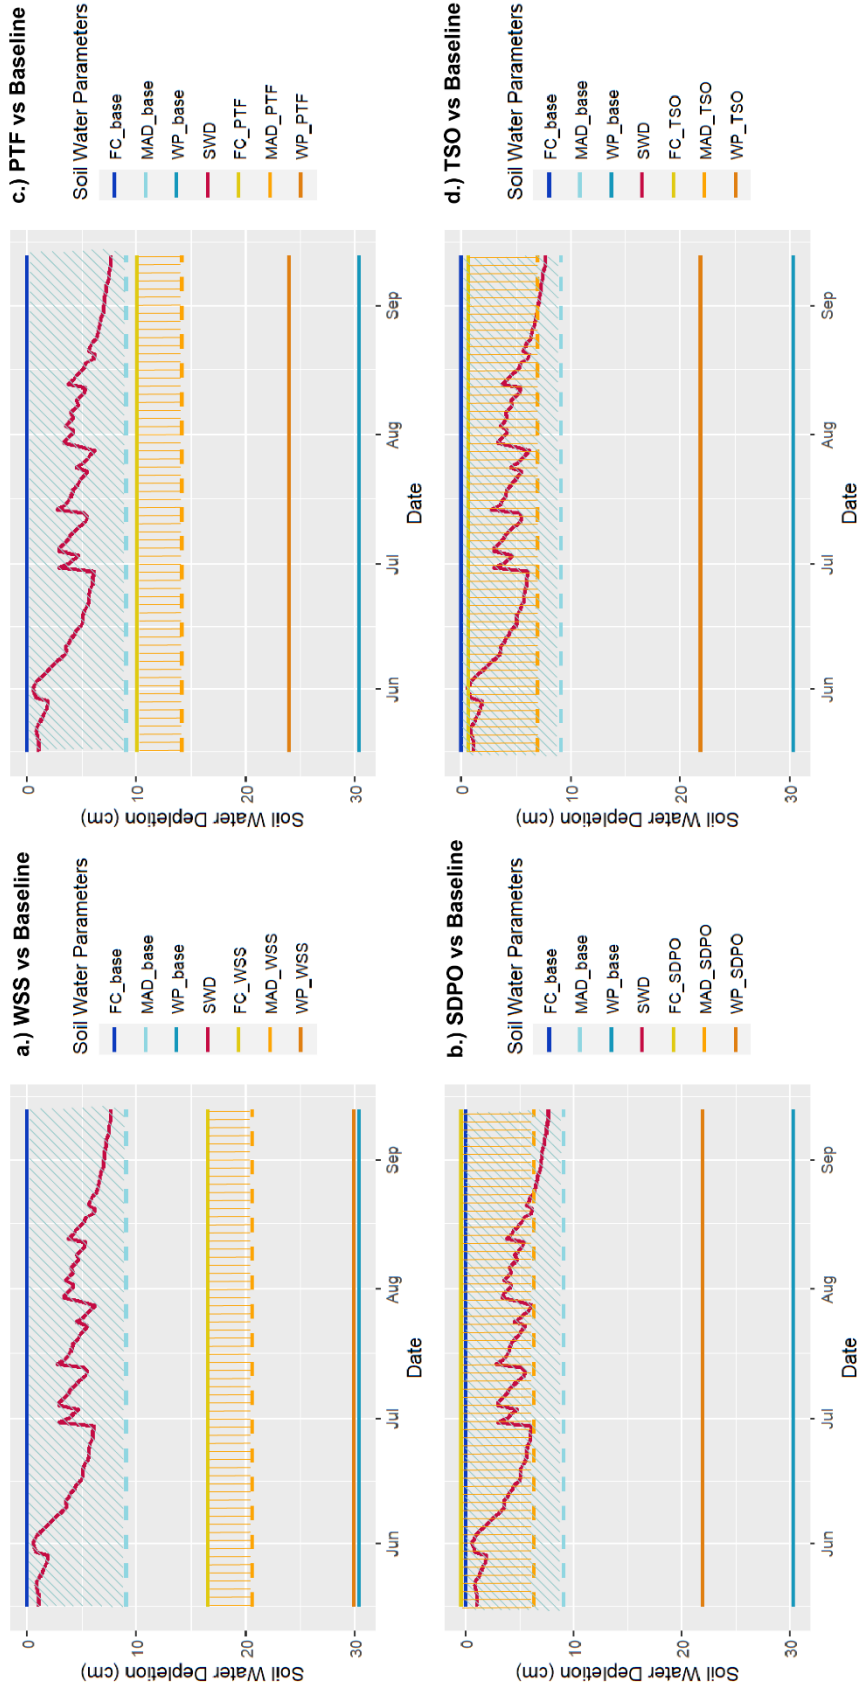 a.) WSS vs Baseline
0
10
20
30
Soil Water Depletion (cm)
Jun
Jul
Aug
Sep
Date
Soil Water Parameters
FC_base
MAD_base
WP_base
SWD
FC_WSS
MAD_WSS
WP_WSS
c.) PTF vs Baseline
0
10
20
30
Soil Water Depletion (cm)
Jun
Jul
Aug
Sep
Date
Soil Water Parameters
FC_base
MAD_base
WP_base
SWD
FC_PTF
MAD_PTF
WP_PTF
b.) SDPO vs Baseline
0
10
20
30
Soil Water Depletion (cm)
Jun
Jul
Aug
Sep
Date
Soil Water Parameters
FC_base
MAD_base
WP_base
SWD
FC_SDPO
MAD_SDPO
WP_SDPO
d.) TSO vs Baseline
0
10
20
30
Soil Water Depletion (cm)
Jun
Jul
Aug
Sep
Date
Soil Water Parameters
FC_base
MAD_base
WP_base
SWD
FC_TSO
MAD_TSO
WP_TSO